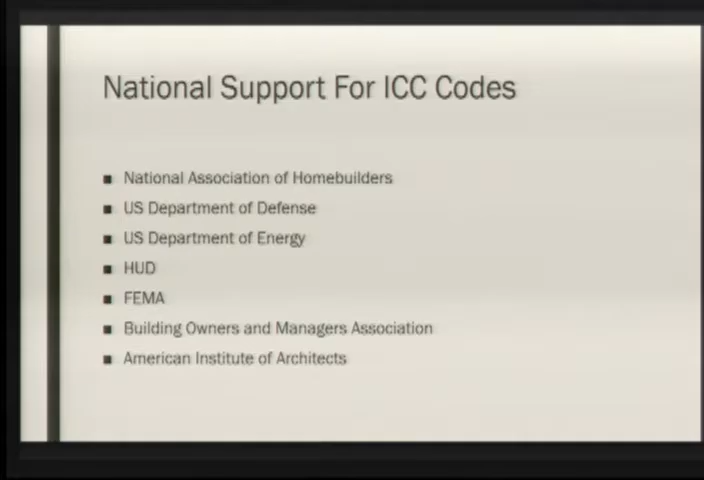 National Support For ICC Codes
National Association of Homebuilders
US Department of Defense
US Department of Energy
HUD
FEMA
Building Owners and Managers Association
American Institute of Architects